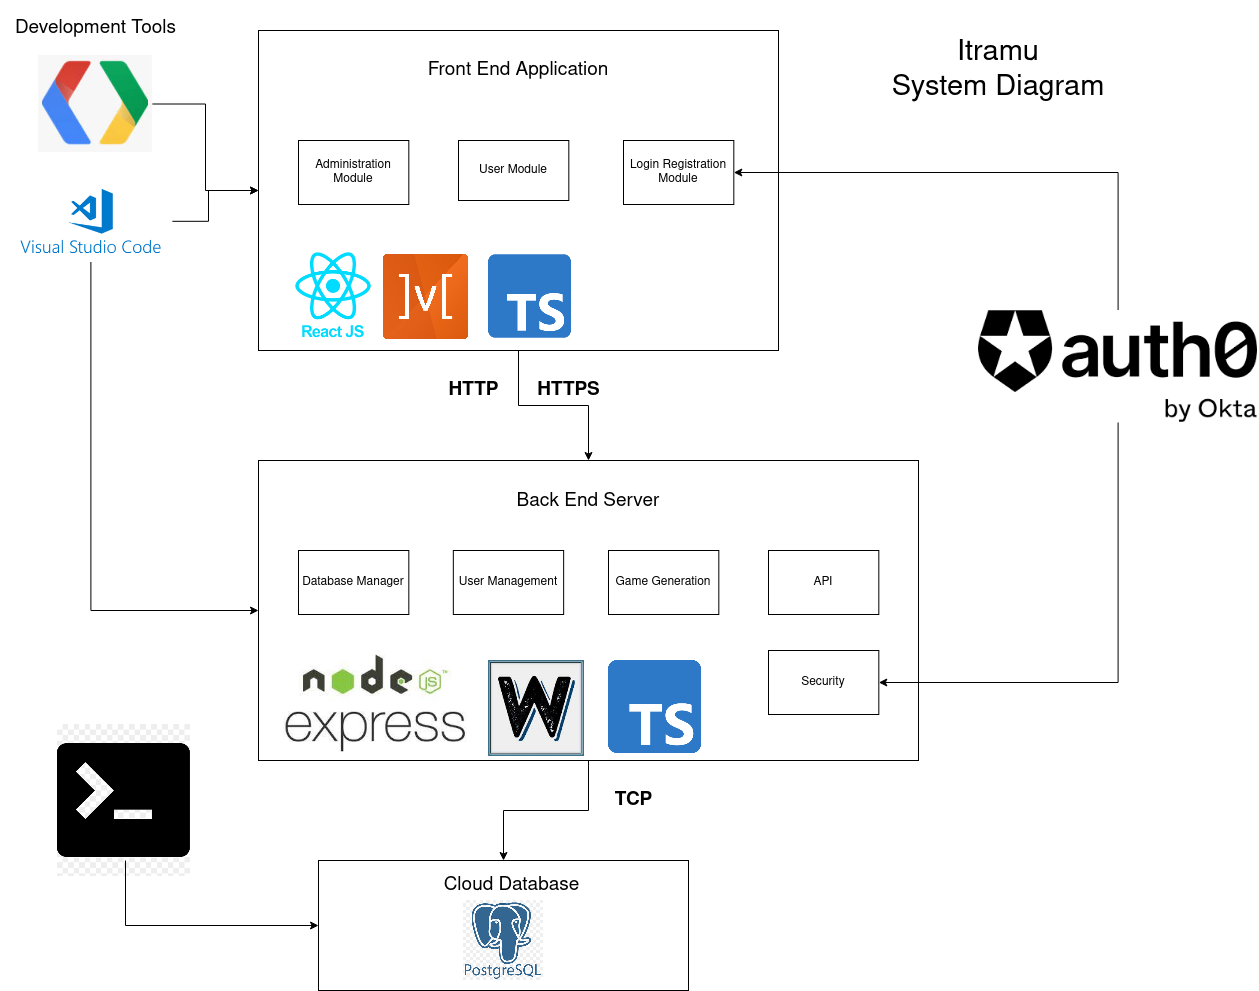 Development Tools
Itramu
System Diagram
Front End Application
Administration
Module
User Module
Login Registration
Module
Visual Studio Code
React JS
]v[
TS
auth0
by Okta
HTTP
HTTPS
Back End Server
Database Manager
User Management
Game Generation
API
Security
node
JS
™
express
W
TS
>_
TCP
Cloud Database
PostgreSQL